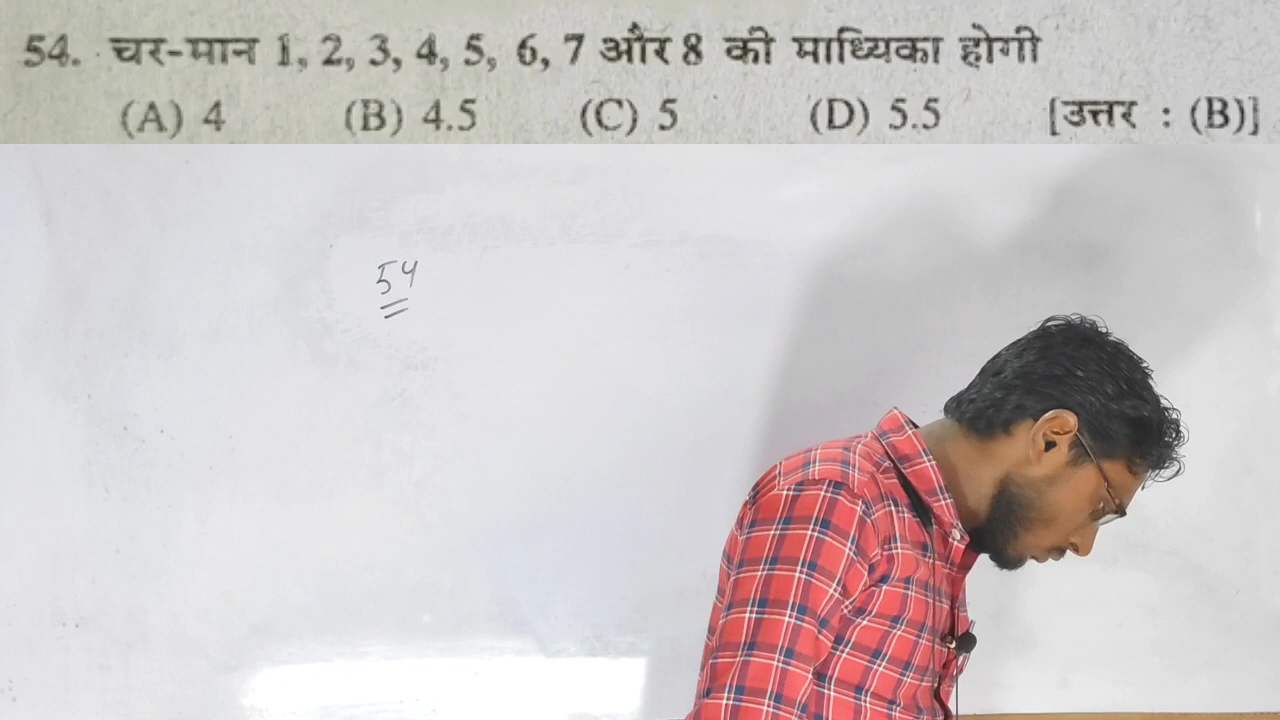 54. चर-मान 1, 2, 3, 4, 5, 6, 7 और 8 की माध्यिका होगी
(A) 4 (B) 4.5 (C) 5 (D) 5.5 [उत्तर : (B)]
54